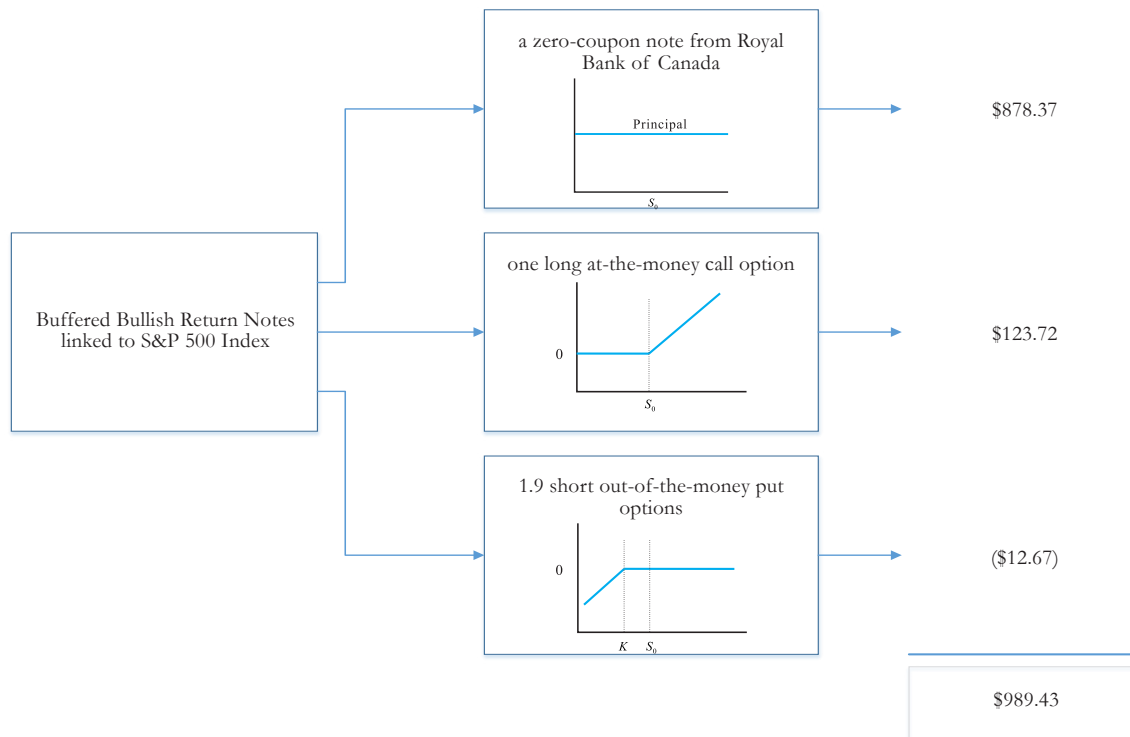 a zero-coupon note from Royal
Bank of Canada
Principal
S₀
$878.37
Buffered Bullish Return Notes
linked to S&P 500 Index
one long at-the-money call option
0
S₀
$123.72
1.9 short out-of-the-money put
options
0
K S₀
($12.67)
$989.43